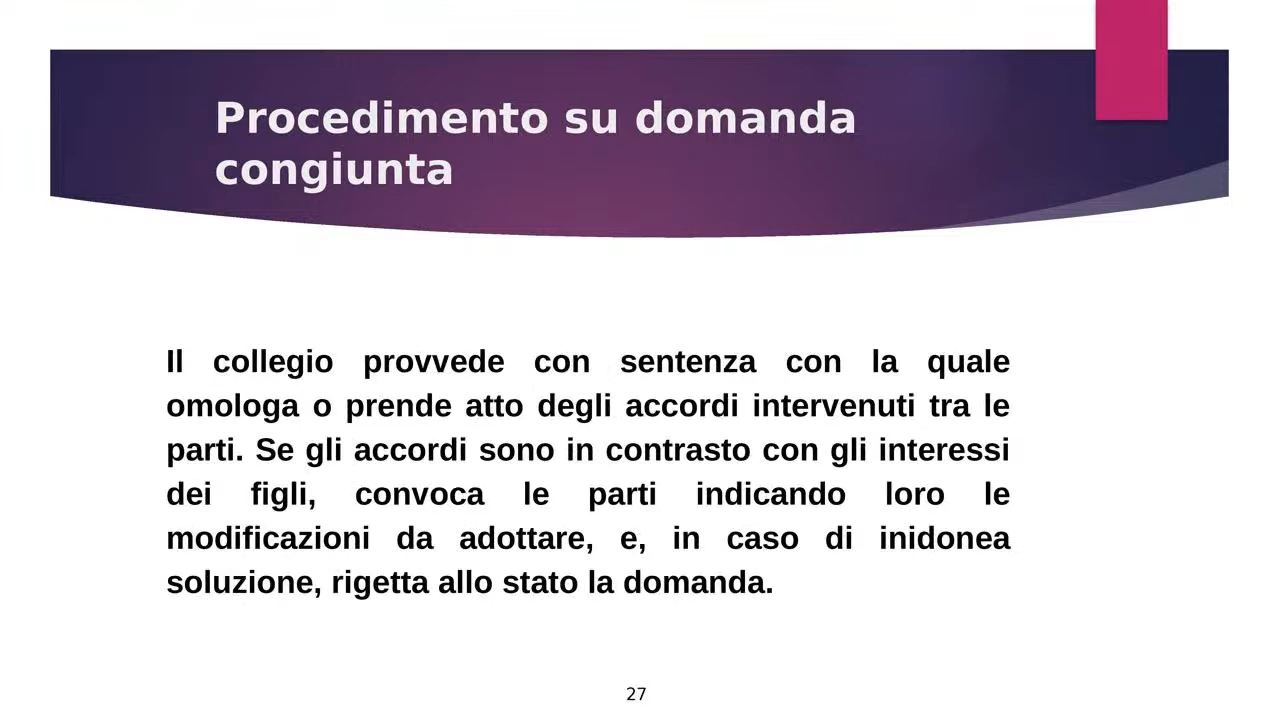 Procedimento su domanda
congiunta
Il collegio provvede con sentenza con la quale
omologa o prende atto degli accordi intervenuti tra le
parti. Se gli accordi sono in contrasto con gli interessi
dei figli, convoca le parti indicando loro le
modificazioni da adottare, e, in caso di inidonea
soluzione, rigetta allo stato la domanda.
27